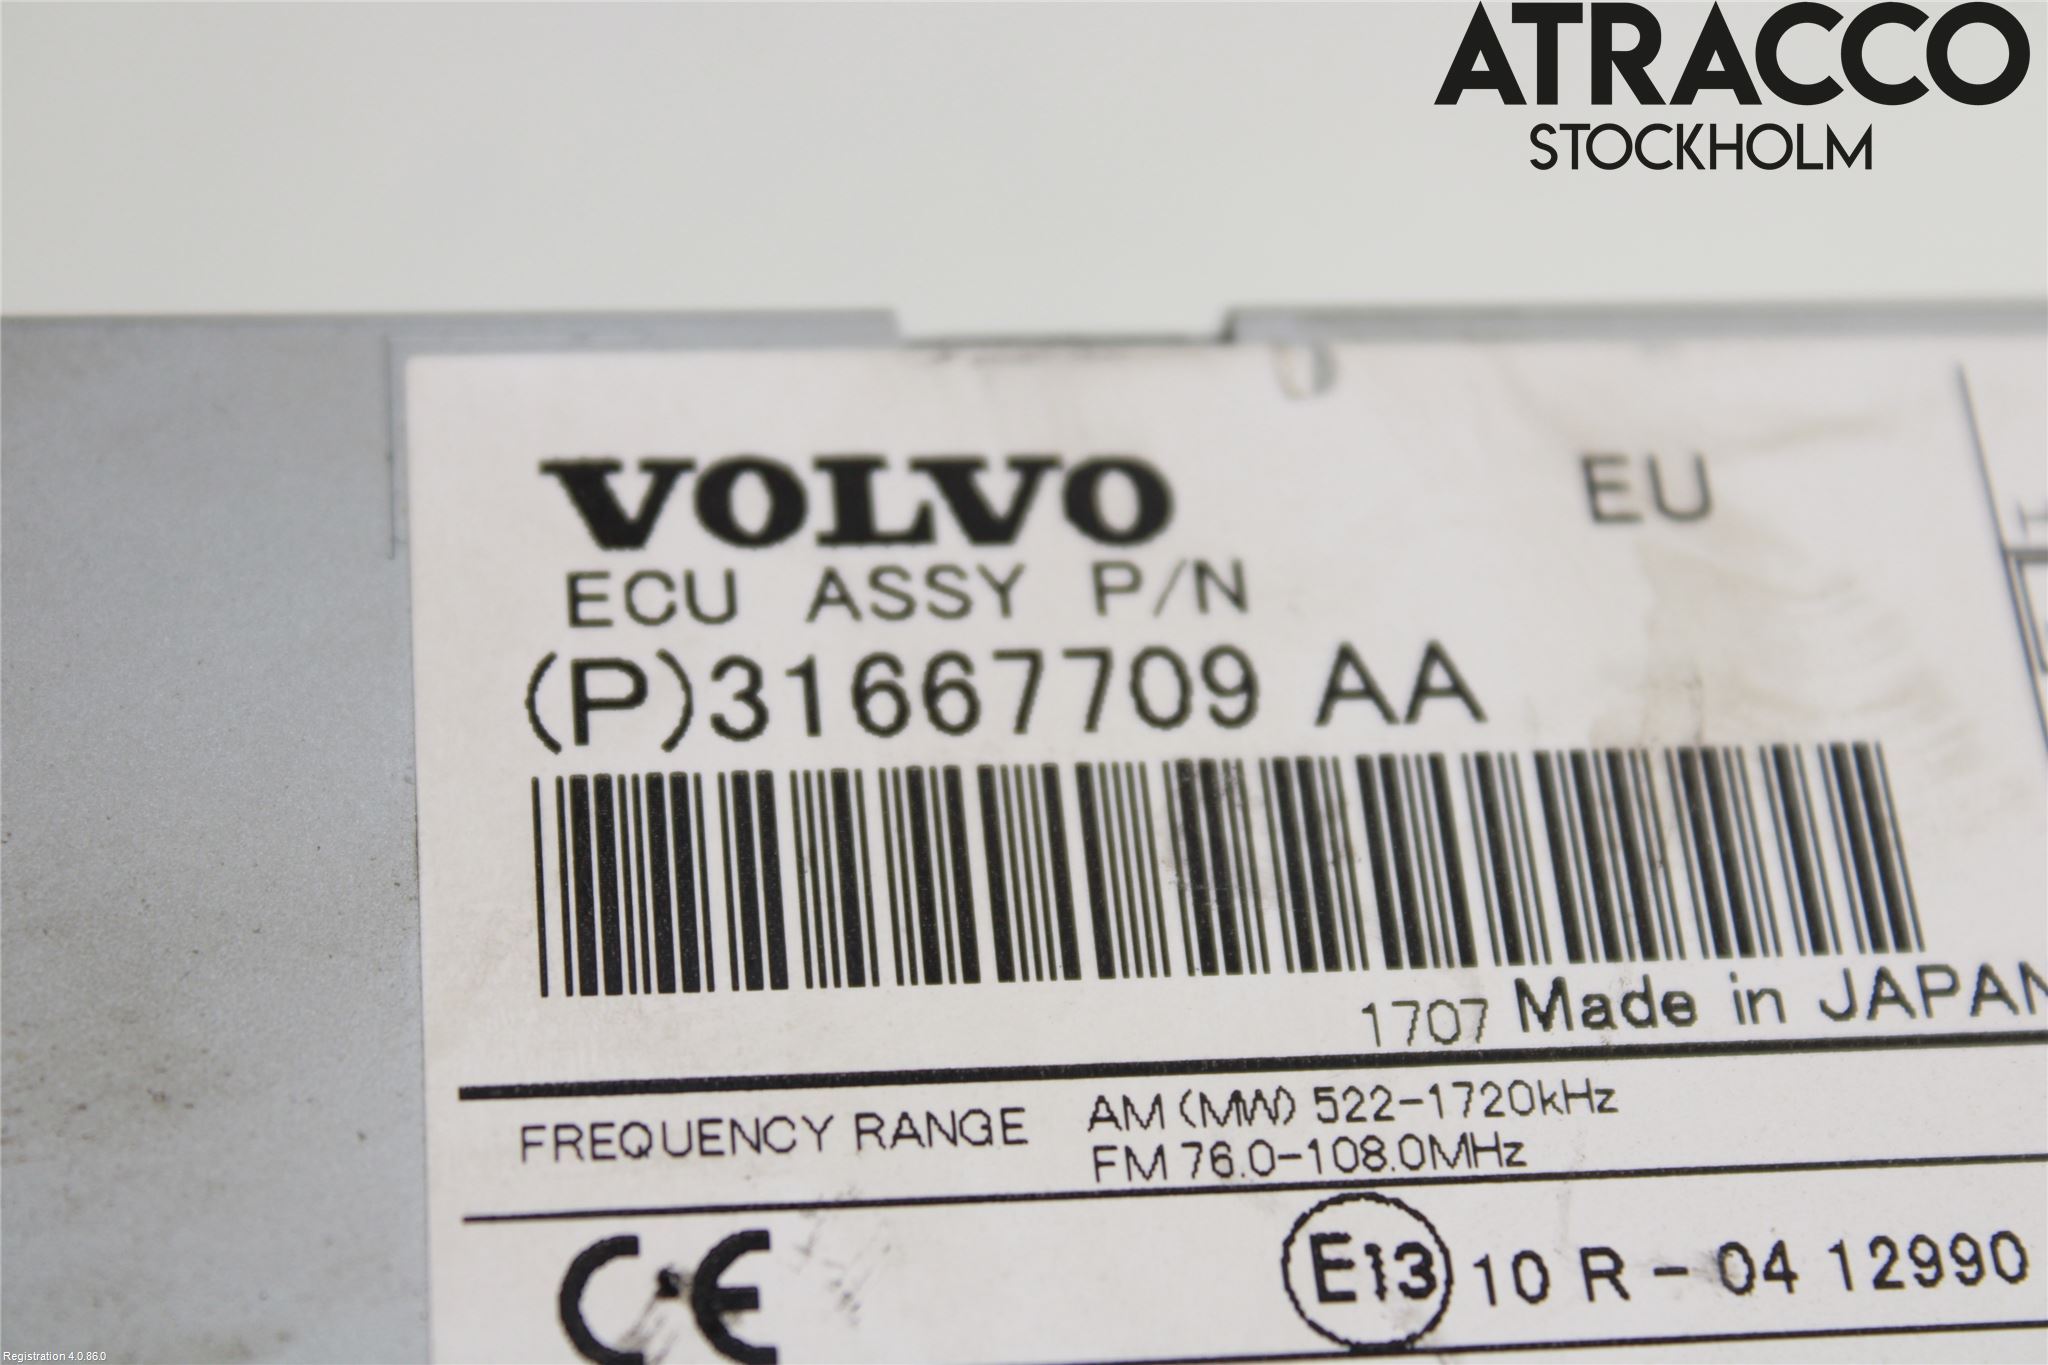 ATRACCO
STOCKHOLM
VOLVO
EU
ECU ASSY P/N
(P)31667709 AA
1707 Made in JAPAN
FREQUENCY RANGE
AM (MW) 522-1720kHz
FM 76.0-108.0MHz
CE
E13 10 R - 04 12990
Registration 4.0.86.0